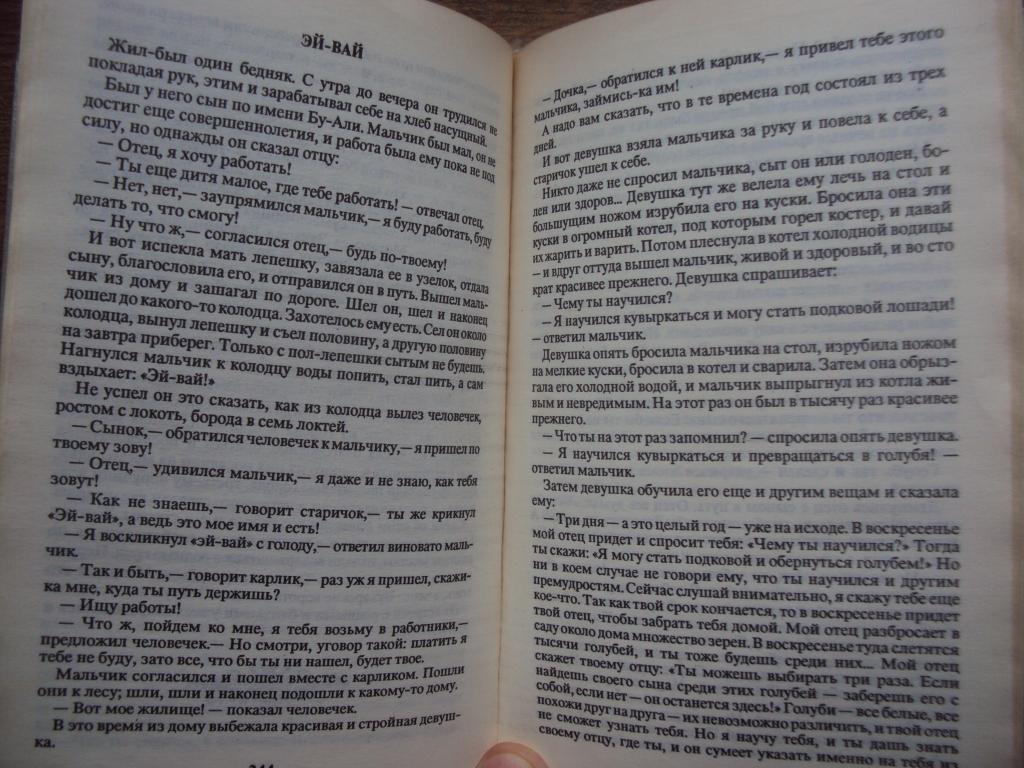 ЭЙ-ВАЙ
Жил-был один бедняк. С утра до вечера он трудился не
покладая рук, этим и зарабатывал себе на хлеб насущный.
Был у него сын по имени Бу-Али. Мальчик был мал, он не
достиг еще совершеннолетия, и работа была ему пока не под
силу, но однажды он сказал отцу:
— Отец, я хочу работать!
— Ты еще дитя малое, где тебе работать! — отвечал отец.
— Нет, нет,— заупрямился мальчик,— я буду работать, буду
делать то, что смогу!
— Ну что ж,— согласился отец,— будь по-твоему!
И вот испекла мать лепешку, завязала ее в узелок, отдала
сыну, благословила его, и отправился он в путь. Вышел маль-
чик из дому и зашагал по дороге. Шел он, шел и наконец
дошел до какого-то колодца. Захотелось ему есть. Сел он около
колодца, вынул лепешку и съел половину, а другую половину
на завтра приберег. Только с пол-лепешки сытым не будешь.
Нагнулся мальчик к колодцу воды попить, стал пить, а сам
вздыхает: «Эй-вай!»
Не успел он это сказать, как из колодца вылез человечек,
ростом с локоть, борода в семь локтей.
— Сынок,— обратился человечек к мальчику,— я пришел по
твоему зову!
— Отец,— удивился мальчик,— я даже и не знаю, как тебя
зовут!
— Как не знаешь,— говорит старичок,— ты же крикнул
«Эй-вай», а ведь это мое имя и есть!
— Я воскликнул «эй-вай» с голоду,— ответил виновато маль-
чик.
— Так и быть,— говорит карлик,— раз уж я пришел, скажи-
ка мне, куда ты путь держишь?
— Ищу работы!
— Что ж, пойдем ко мне, я тебя возьму в работники,—
предложил человечек.— Но смотри, уговор такой: платить я
тебе не буду, зато все, что бы ты ни нашел, будет твое.
Мальчик согласился и пошел вместе с карликом. Пошли
они к лесу; шли, шли и наконец подошли к какому-то дому.
— Вот мое жилище! — показал человечек.
В это время из дому выбежала красивая и стройная девуш-
ка.
— Дочка,— обратился к ней карлик,— я привел тебе этого
мальчика, займись-ка им!
А надо вам сказать, что в те времена год состоял из трех
дней.
И вот девушка взяла мальчика за руку и повела к себе, а
старичок ушел к себе.
Никто даже не спросил мальчика, сыт он или голоден, бо-
лен или здоров... Девушка тут же велела ему лечь на стол и
большущим ножом изрубила его на куски. Бросила она эти
куски в огромный котел, под которым горел костер, и давай
их жарить и варить. Потом плеснула в котел холодной водицы
— и вдруг оттуда вышел мальчик, живой и здоровый, и во сто
крат красивее прежнего. Девушка спрашивает:
— Чему ты научился?
— Я научился кувыркаться и могу стать подковой лошади!
— ответил мальчик.
Девушка опять бросила мальчика на стол, изрубила ножом
на мелкие куски, бросила в котел и сварила. Затем она обрыз-
гала его холодной водой, и мальчик выпрыгнул из котла жи-
вым и невредимым. На этот раз он был в тысячу раз красивее
прежнего.
— Что ты на этот раз запомнил? — спросила опять девушка.
— Я научился кувыркаться и превращаться в голубя! —
ответил мальчик.
Затем девушка обучила его еще и другим вещам и сказала
ему:
— Три дня — а это целый год — уже на исходе. В воскресенье
мой отец придет и спросит тебя: «Чему ты научился?» Тогда
ты скажи: «Я могу стать подковой и обернуться голубем!» Но
ни в коем случае не говори ему, что ты научился и другим
премудростям. Сейчас слушай внимательно, я скажу тебе еще
кое-что. Так как твой срок кончается, то в воскресенье придет
твой отец, чтобы забрать тебя домой. Мой отец разбросает в
саду около дома множество зерен. В воскресенье туда слетятся
тысячи голубей, и ты тоже будешь среди них... Мой отец
скажет твоему отцу: «Ты можешь выбирать три раза. Если
найдешь своего сына среди этих голубей — заберешь его с
собой, если нет — он останется здесь!» Голуби — все белые, все
похожи друг на друга — их невозможно различить, и твой отец
не сможет узнать тебя. Но я научу тебя, и ты дашь знать
своему отцу, где ты, и он сумеет указать именно на тебя из